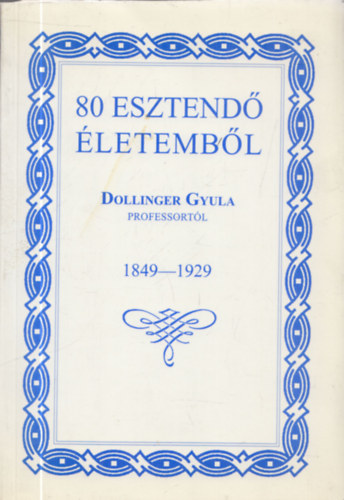 80 ESZTENDŐ
ÉLETEMBŐL
DOLLINGER GYULA
PROFESSORTÓL
1849—1929